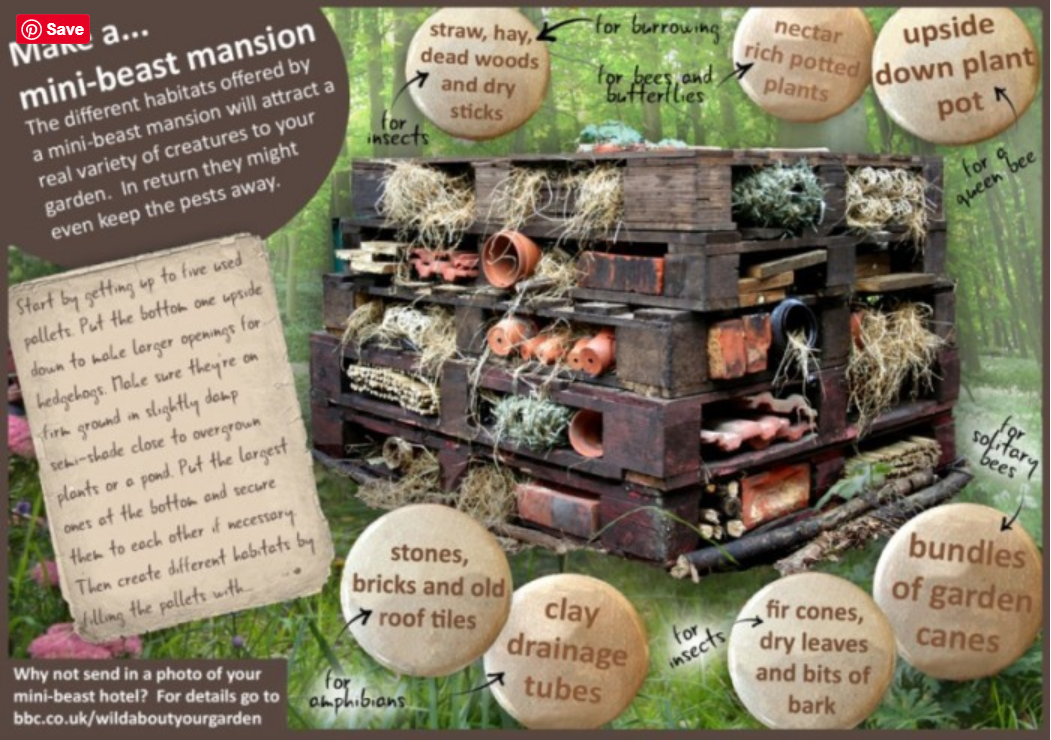 Save
Make a...
mini-beast mansion
The different habitats offered by
a mini-beast mansion will attract a
real variety of creatures to your
garden. In return they might
even keep the pests away.
Start by getting up to five used
pallets. Put the bottom one upside
down to make larger openings for
hedgehogs. Make sure they're on
firm ground in slightly damp
semi-shade close to overgrown
plants or a pond. Put the largest
ones at the bottom and secure
them to each other if necessary.
Then create different habitats by
filling the pallets with...
straw, hay,
dead woods
and dry
sticks
for burrowing
for
insects
nectar
rich potted
plants
for bees and
butterflies
upside
down plant
pot
for a
queen bee
stones,
bricks and old
roof tiles
clay
drainage
tubes
for
amphibians
fir cones,
dry leaves
and bits of
bark
for
insects
bundles
of garden
canes
for
solitary
bees
Why not send in a photo of your
mini-beast hotel? For details go to
bbc.co.uk/wildaboutyourgarden